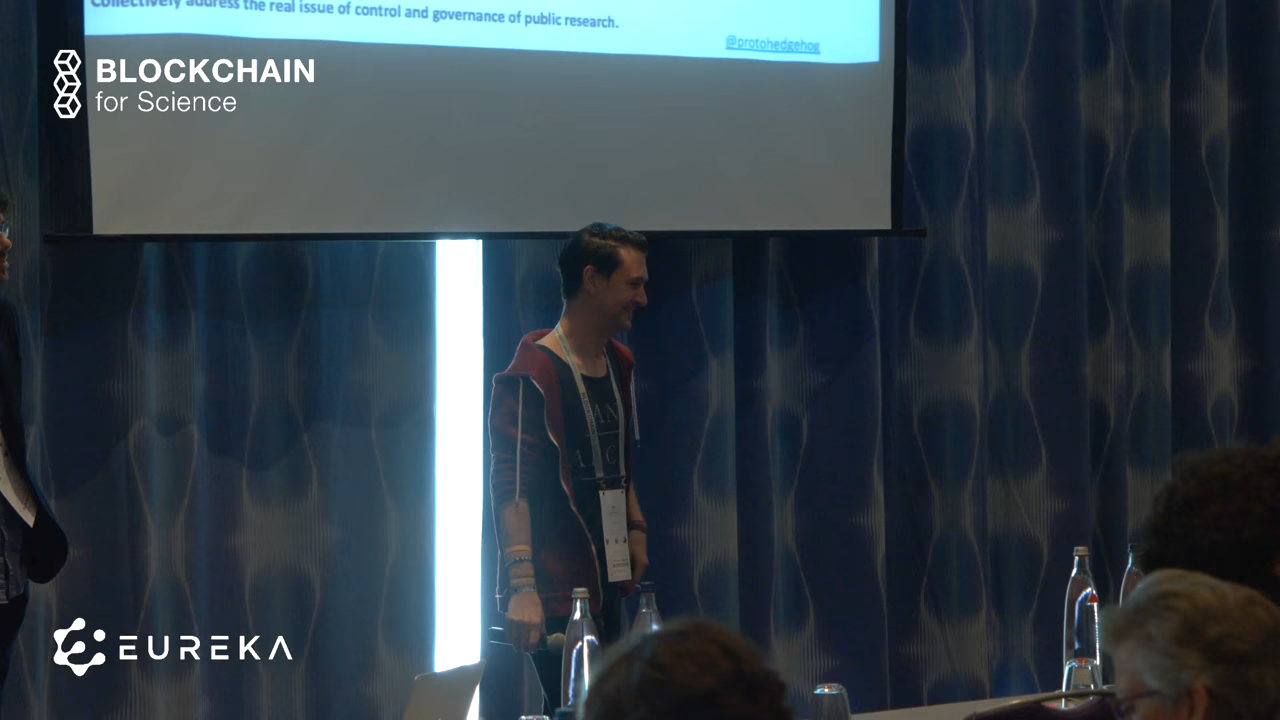 Collectively address the real issue of control and governance of public research.
@protohedgehog
BLOCKCHAIN
for Science
EUREKA